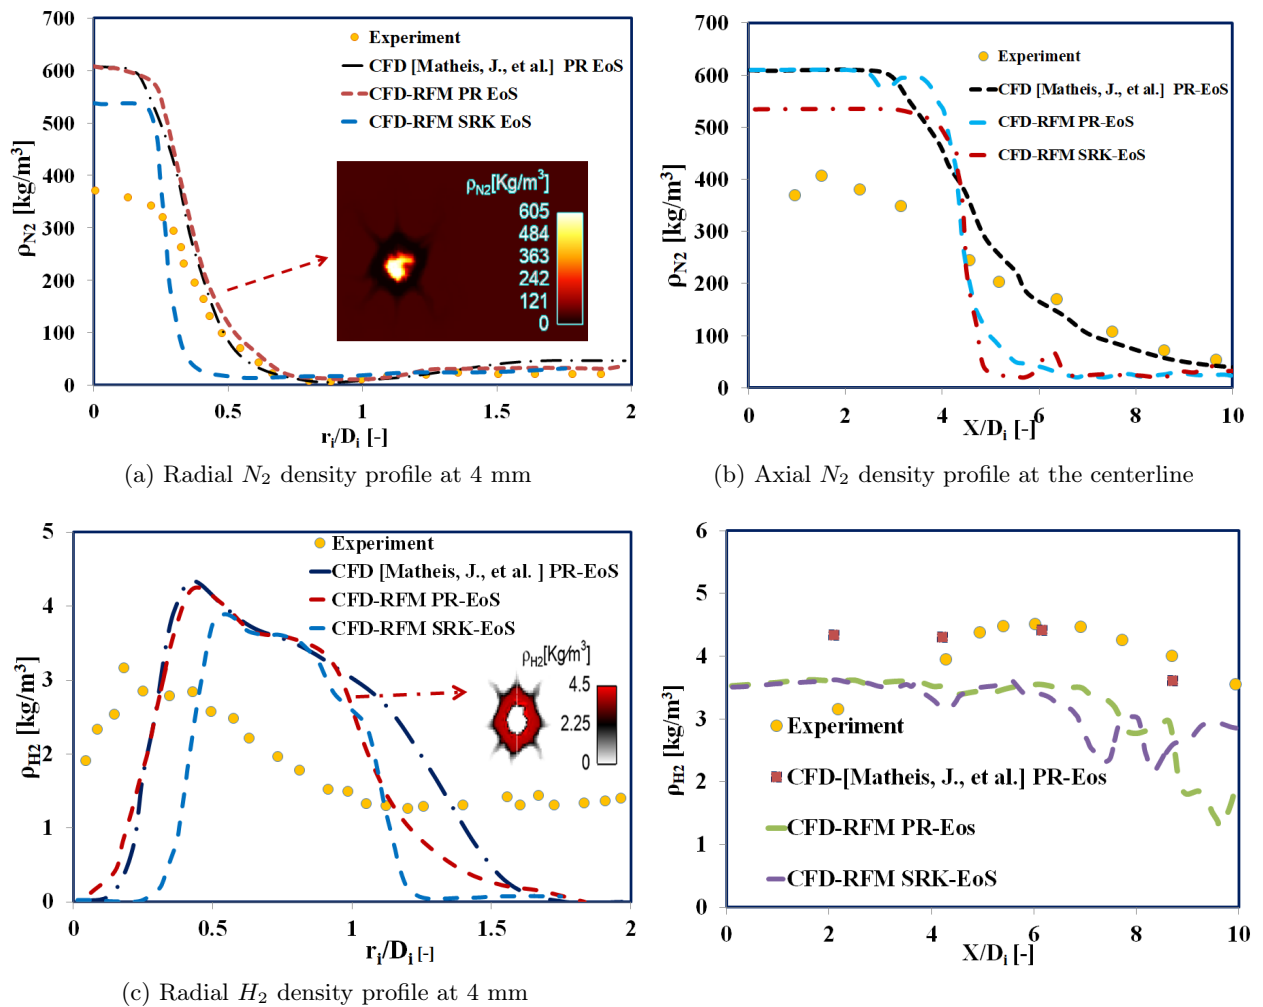 700
600
500
400
300
200
100
0
ρN2 [kg/m³]
Experiment
CFD [Matheis, J., et al.] PR EoS
CFD-RFM PR EoS
CFD-RFM SRK EoS
ρN2[Kg/m³]
605
484
363
242
121
0
0 0.5 1 1.5 2
ri/Di [-]
(a) Radial N2 density profile at 4 mm
700
600
500
400
300
200
100
0
ρN2 [kg/m³]
Experiment
CFD [Matheis, J., et al.] PR-EoS
CFD-RFM PR-EoS
CFD-RFM SRK-EoS
0 2 4 6 8 10
X/Di [-]
(b) Axial N2 density profile at the centerline
5
4
3
2
1
0
ρH2 [kg/m³]
Experiment
CFD [Matheis, J., et al. ] PR-EoS
CFD-RFM PR-EoS
CFD-RFM SRK-EoS
ρH2[Kg/m³]
4.5
2.25
0
0 0.5 1 1.5 2
ri/Di [-]
(c) Radial H2 density profile at 4 mm
6
5
4
3
2
1
0
ρH2 [kg/m³]
Experiment
CFD-[Matheis, J., et al.] PR-Eos
CFD-RFM PR-Eos
CFD-RFM SRK-EoS
0 2 4 6 8 10
X/Di [-]